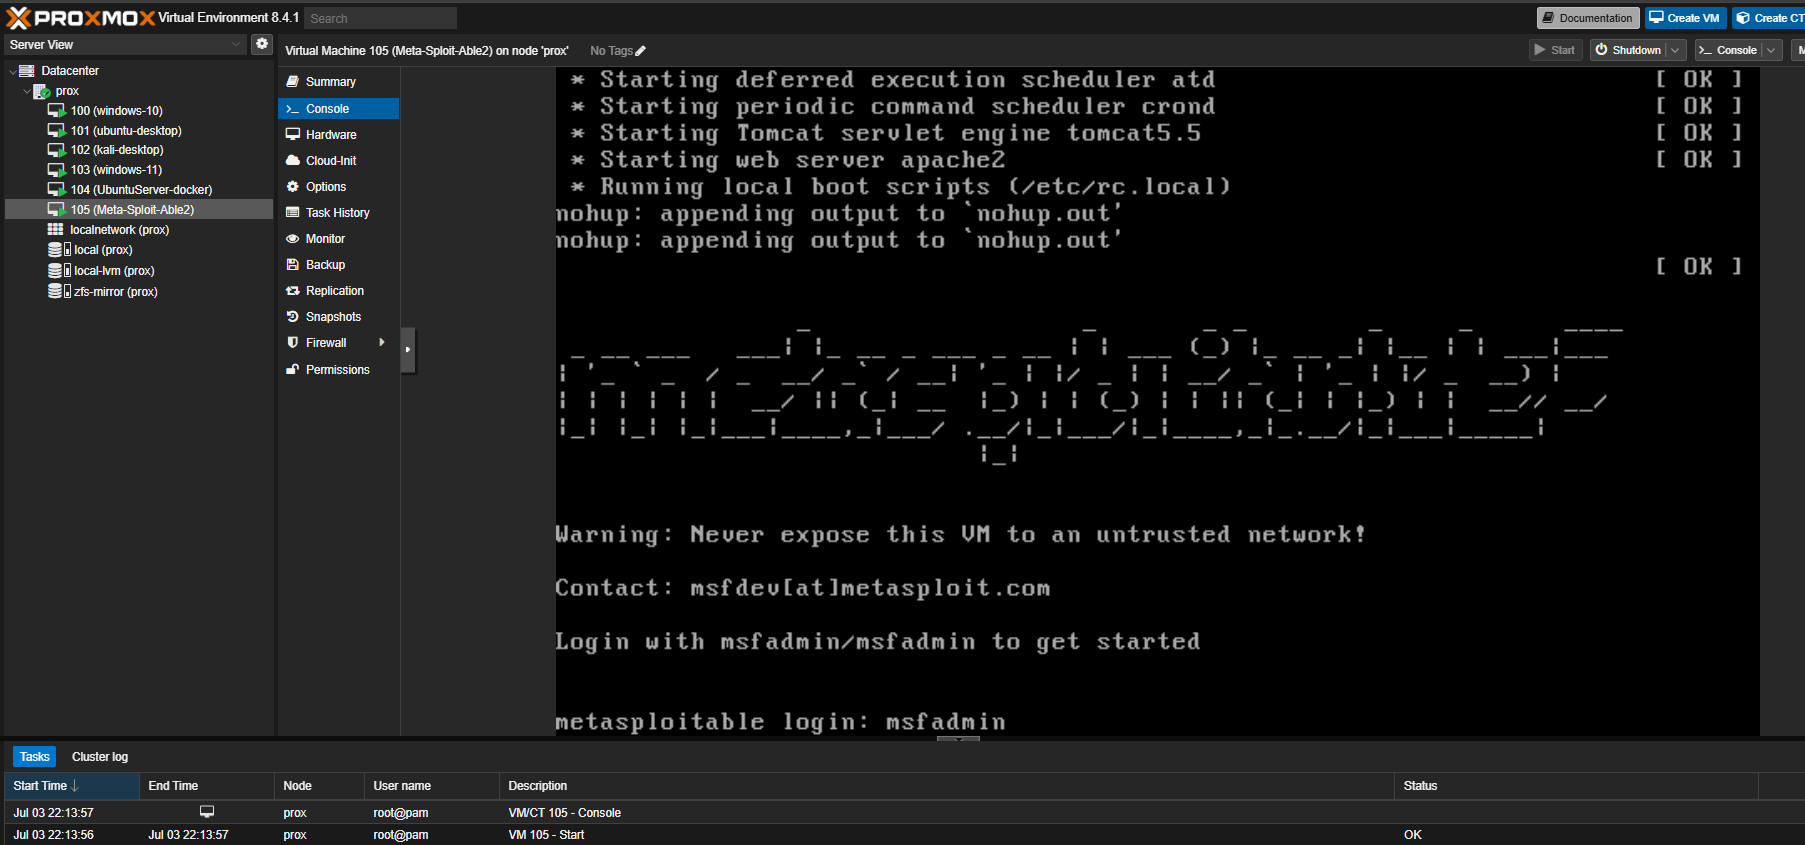 PROXMOX Virtual Environment 8.4.1 Search Documentation Create VM Create CT
Server View
Virtual Machine 105 (Meta-Sploit-Able2) on node 'prox' No Tags Start Shutdown Console M
Datacenter
prox
100 (windows-10)
101 (ubuntu-desktop)
102 (kali-desktop)
103 (windows-11)
104 (UbuntuServer-docker)
105 (Meta-Sploit-Able2)
localnetwork (prox)
local (prox)
local-lvm (prox)
zfs-mirror (prox)
Summary
Console
Hardware
Cloud-Init
Options
Task History
Monitor
Backup
Replication
Snapshots
Firewall
Permissions
* Starting deferred execution scheduler atd [ OK ]
* Starting periodic command scheduler crond [ OK ]
* Starting Tomcat servlet engine tomcat5.5 [ OK ]
* Starting web server apache2 [ OK ]
* Running local boot scripts (/etc/rc.local)
nohup: appending output to `nohup.out'
nohup: appending output to `nohup.out'
[ OK ]
metasploitable2
Warning: Never expose this VM to an untrusted network!
Contact: msfdev[at]metasploit.com
Login with msfadmin/msfadmin to get started
metasploitable login: msfadmin
Tasks Cluster log
Start Time End Time Node User name Description Status
Jul 03 22:13:57 prox root@pam VM/CT 105 - Console
Jul 03 22:13:56 Jul 03 22:13:57 prox root@pam VM 105 - Start OK